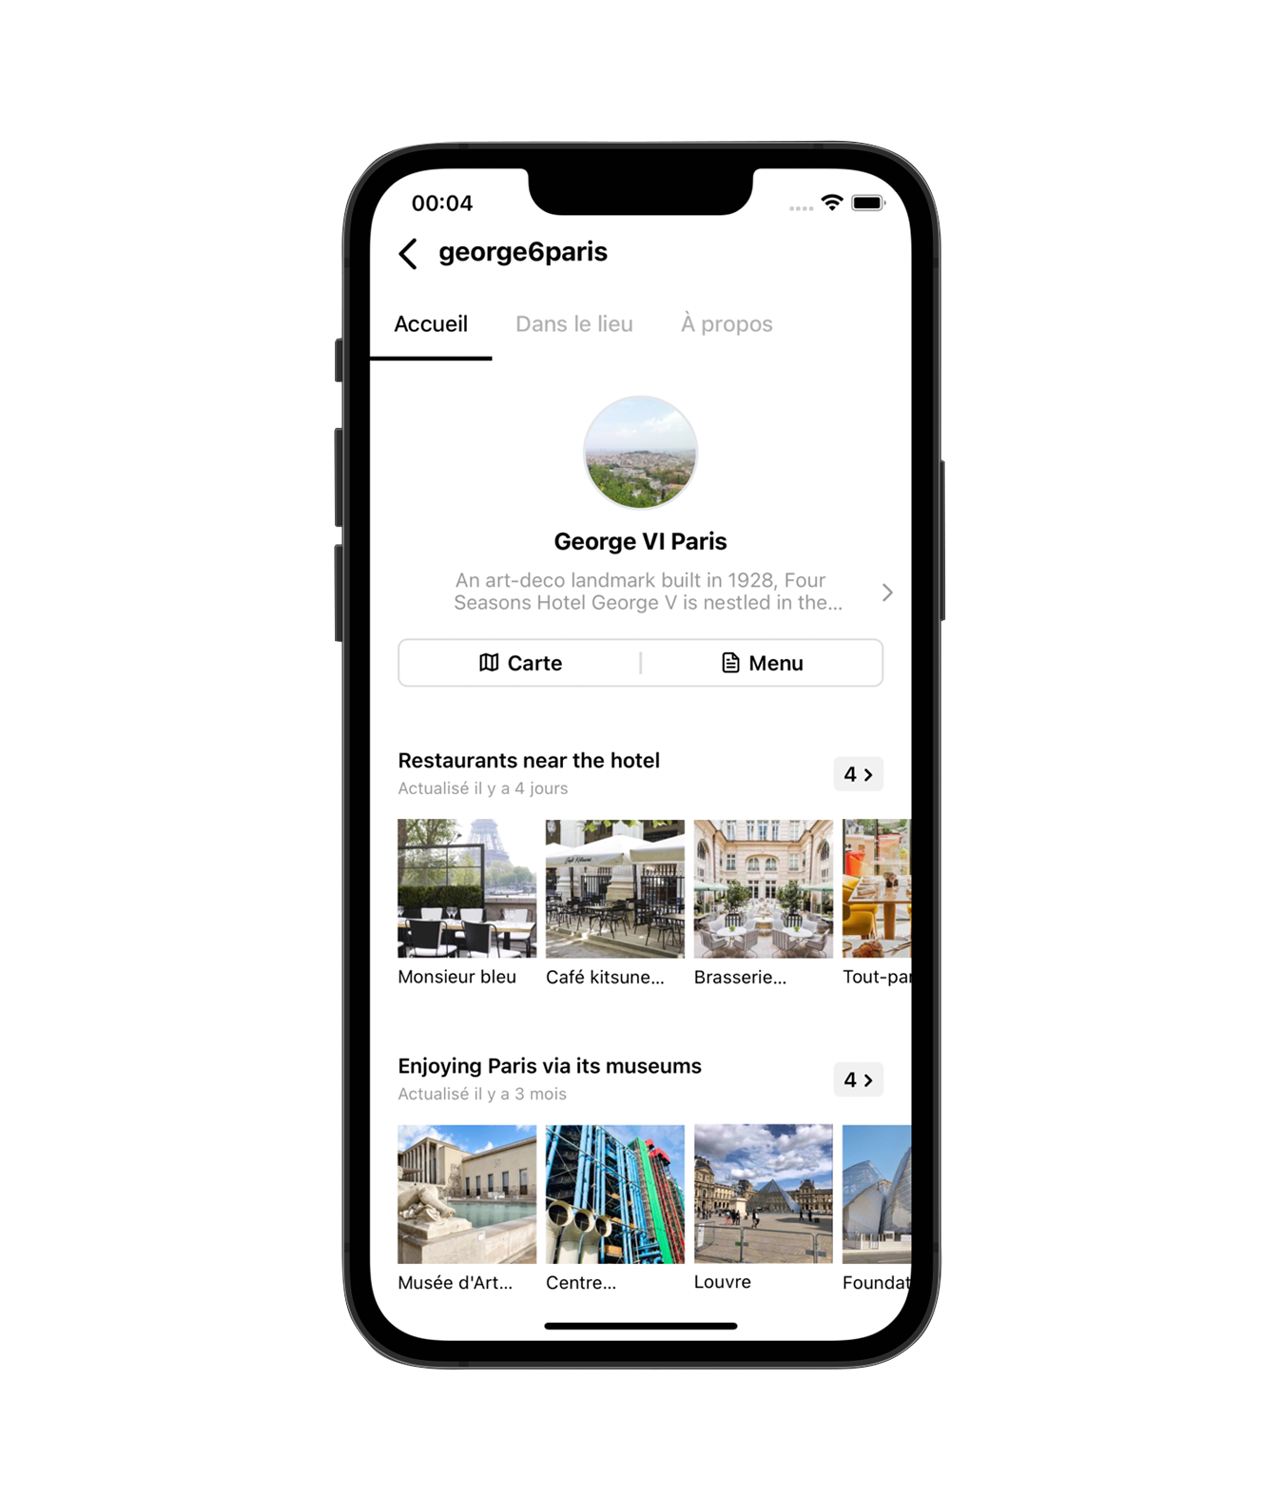 00:04
george6paris
Accueil Dans le lieu À propos
George VI Paris
An art-deco landmark built in 1928, Four
Seasons Hotel George V is nestled in the...
Carte Menu
Restaurants near the hotel
4
Actualisé il y a 4 jours
Café Kitsuné
Monsieur bleu Café kitsune... Brasserie... Tout-par
Enjoying Paris via its museums
4
Actualisé il y a 3 mois
Musée d'Art... Centre... Louvre Foundat